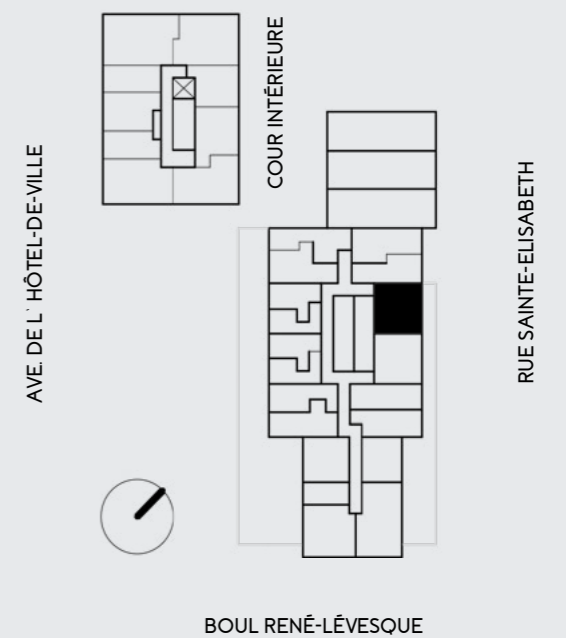 COUR INTÉRIEURE
AVE. DE L` HÔTEL-DE-VILLE
RUE SAINTE-ELISABETH
BOUL RENÉ-LÉVESQUE